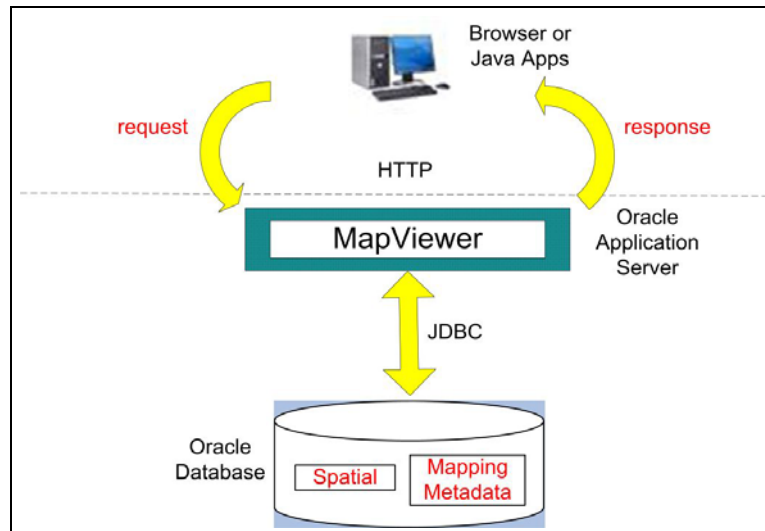 Browser or
Java Apps
request
response
HTTP
MapViewer
Oracle
Application
Server
JDBC
Oracle
Database
Spatial
Mapping
Metadata